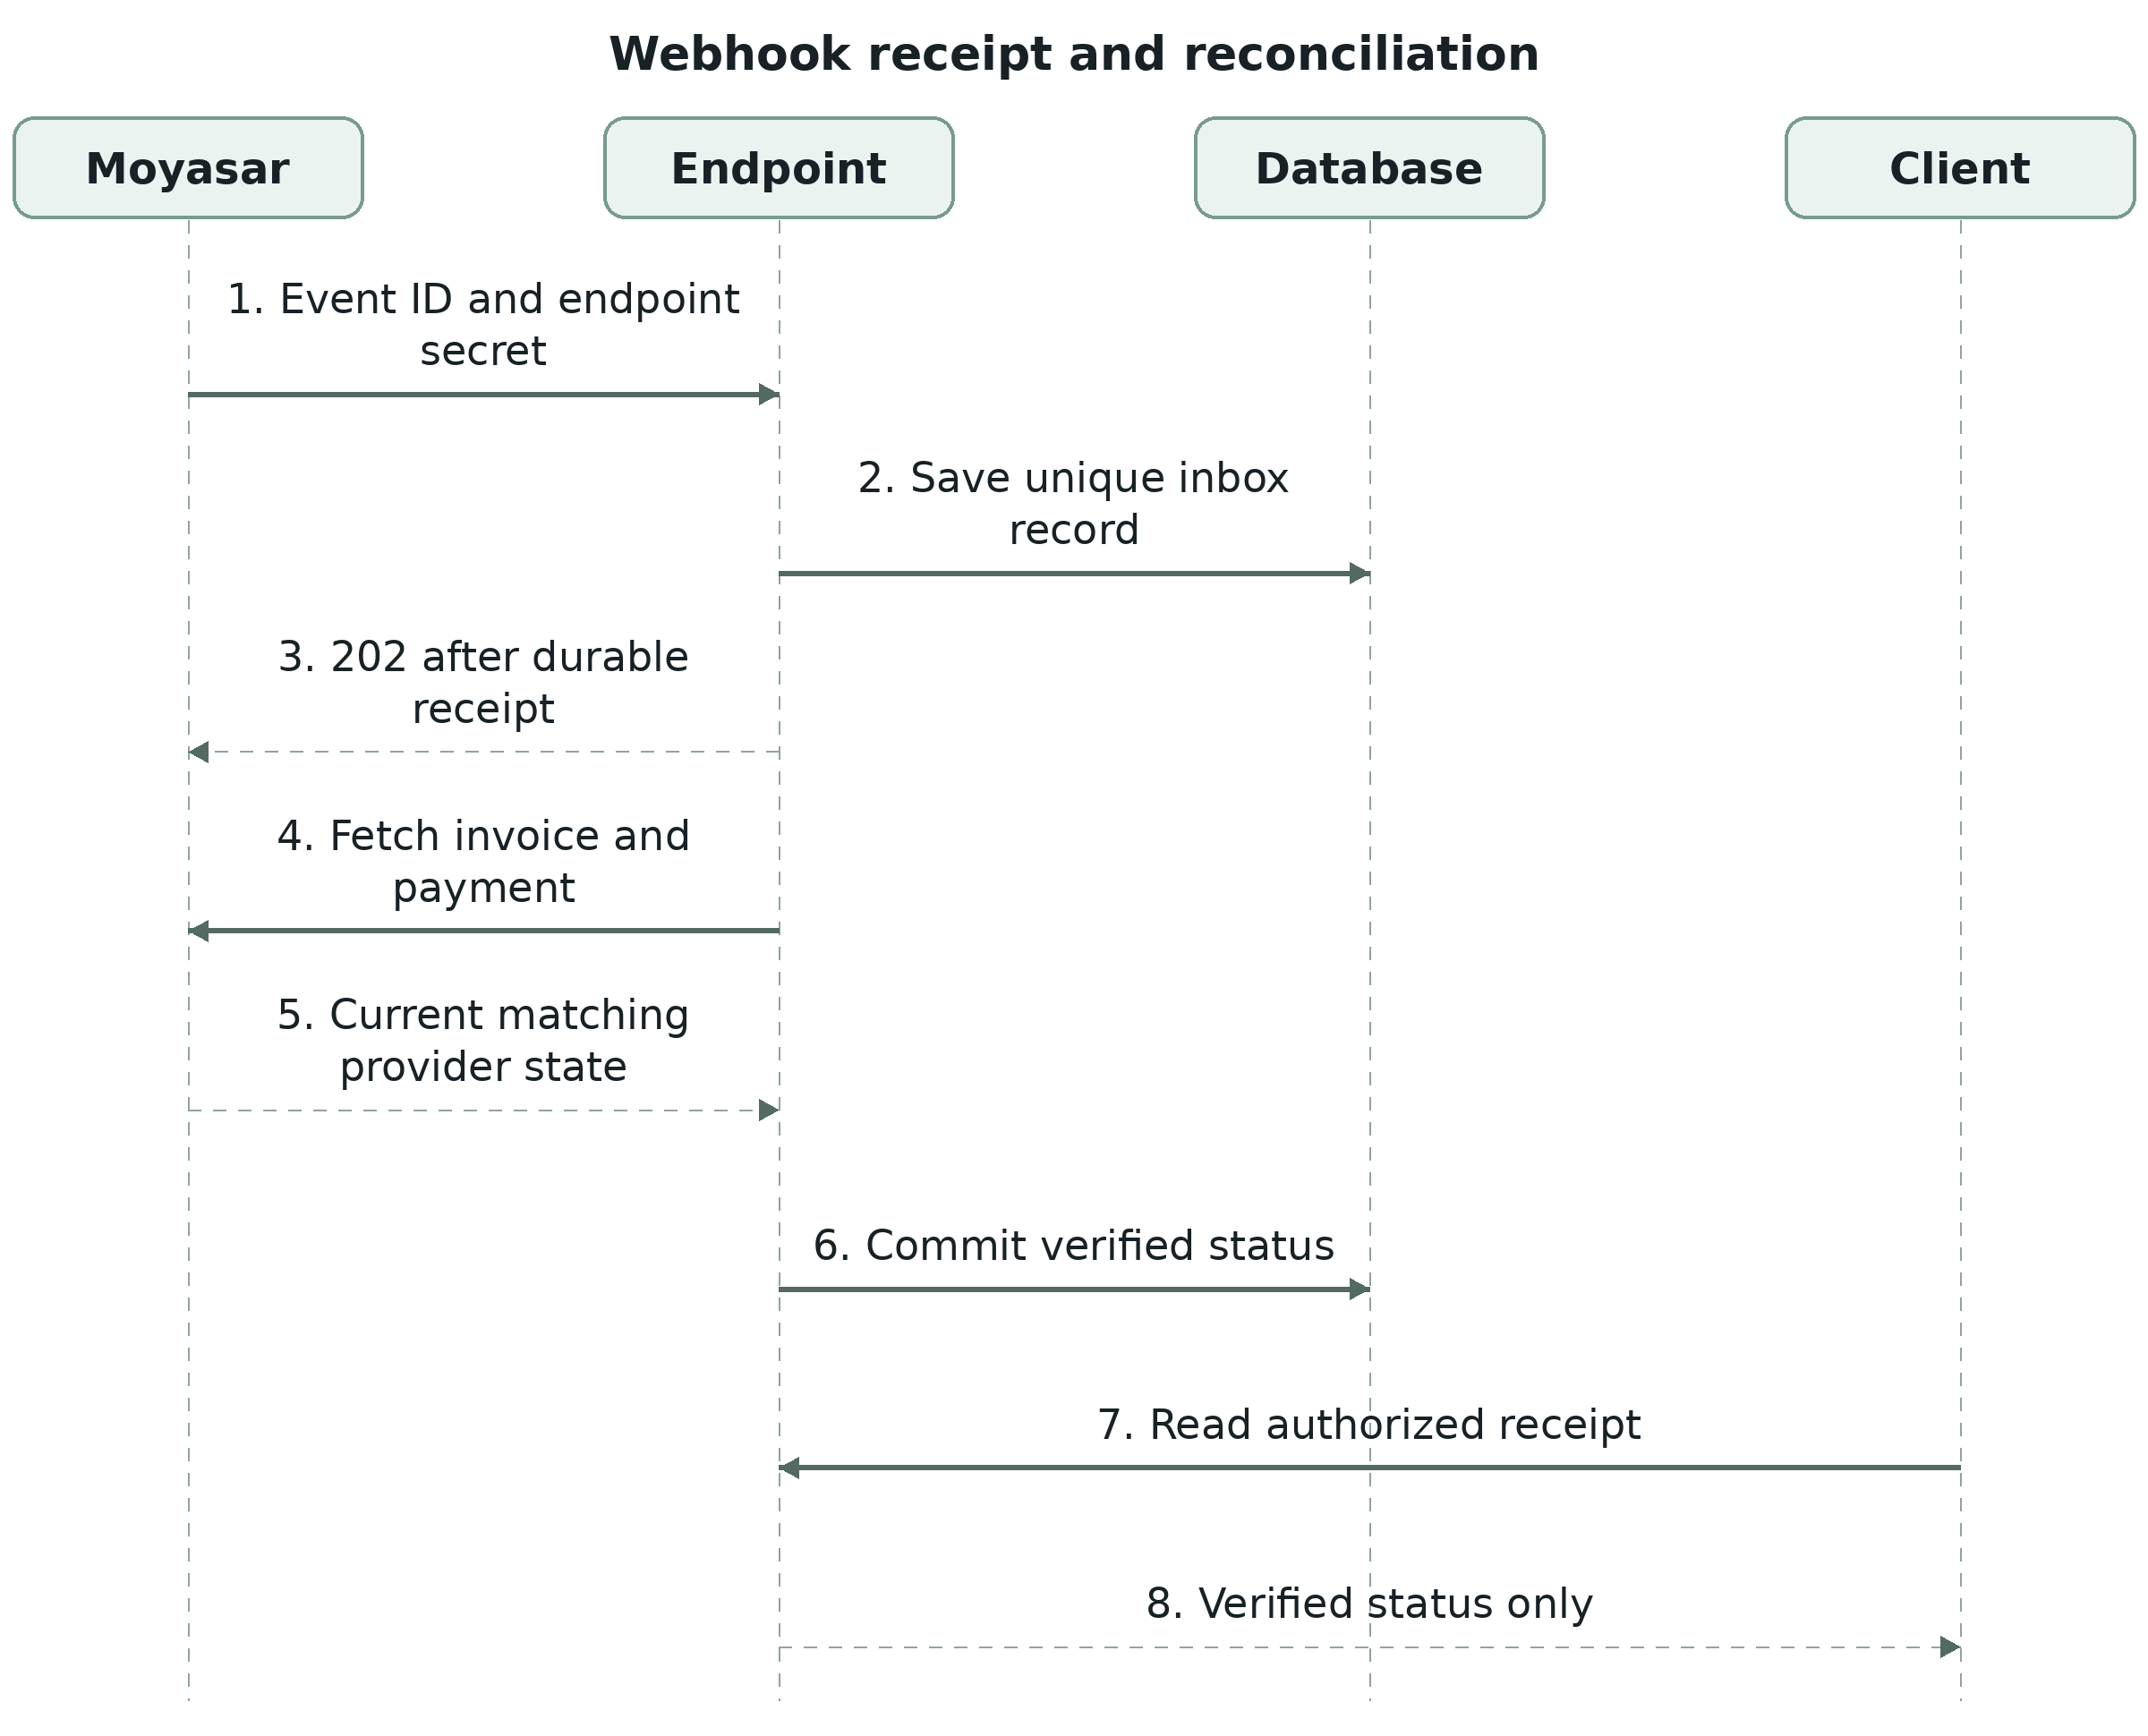 Webhook receipt and reconciliation
Moyasar
Endpoint
Database
Client
1. Event ID and endpoint
secret
2. Save unique inbox
record
3. 202 after durable
receipt
4. Fetch invoice and
payment
5. Current matching
provider state
6. Commit verified status
7. Read authorized receipt
8. Verified status only